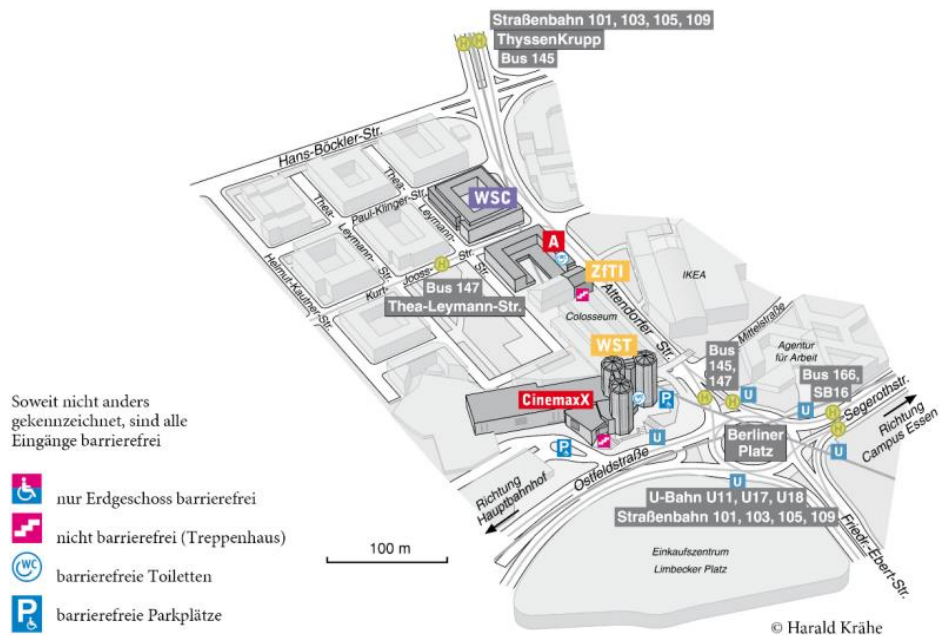 Straßenbahn 101, 103, 105, 109
ThyssenKrupp
Bus 145
Hans-Böckler-Str.
Thea-
Leymann-
Str.
Paul-Klinger-Str.
Thea-
Leymann-
Str.
WSC
Helmut-Kautner-Str.
Kurt-
Jooss-
Str.
H
Bus 147
Thea-Leymann-Str.
A
ZfTI
Colosseum
Altendorfer Str.
IKEA
Mittelstraße
WST
Bus
145,
147
Agentur
für Arbeit
Bus 166,
SB16
Segerothstr.
Richtung
Campus Essen
CinemaxX
P
P
U
U
U
U
U
H
H
H
H
H
H
Berliner
Platz
Ostfeldstraße
Richtung
Hauptbahnhof
U-Bahn U11, U17, U18
Straßenbahn 101, 103, 105, 109
Friedr.-Ebert-Str.
Einkaufszentrum
Limbecker Platz
Soweit nicht anders
gekennzeichnet, sind alle
Eingänge barrierefrei
nur Erdgeschoss barrierefrei
nicht barrierefrei (Treppenhaus)
WC
barrierefreie Toiletten
P
barrierefreie Parkplätze
100 m
© Harald Krähe